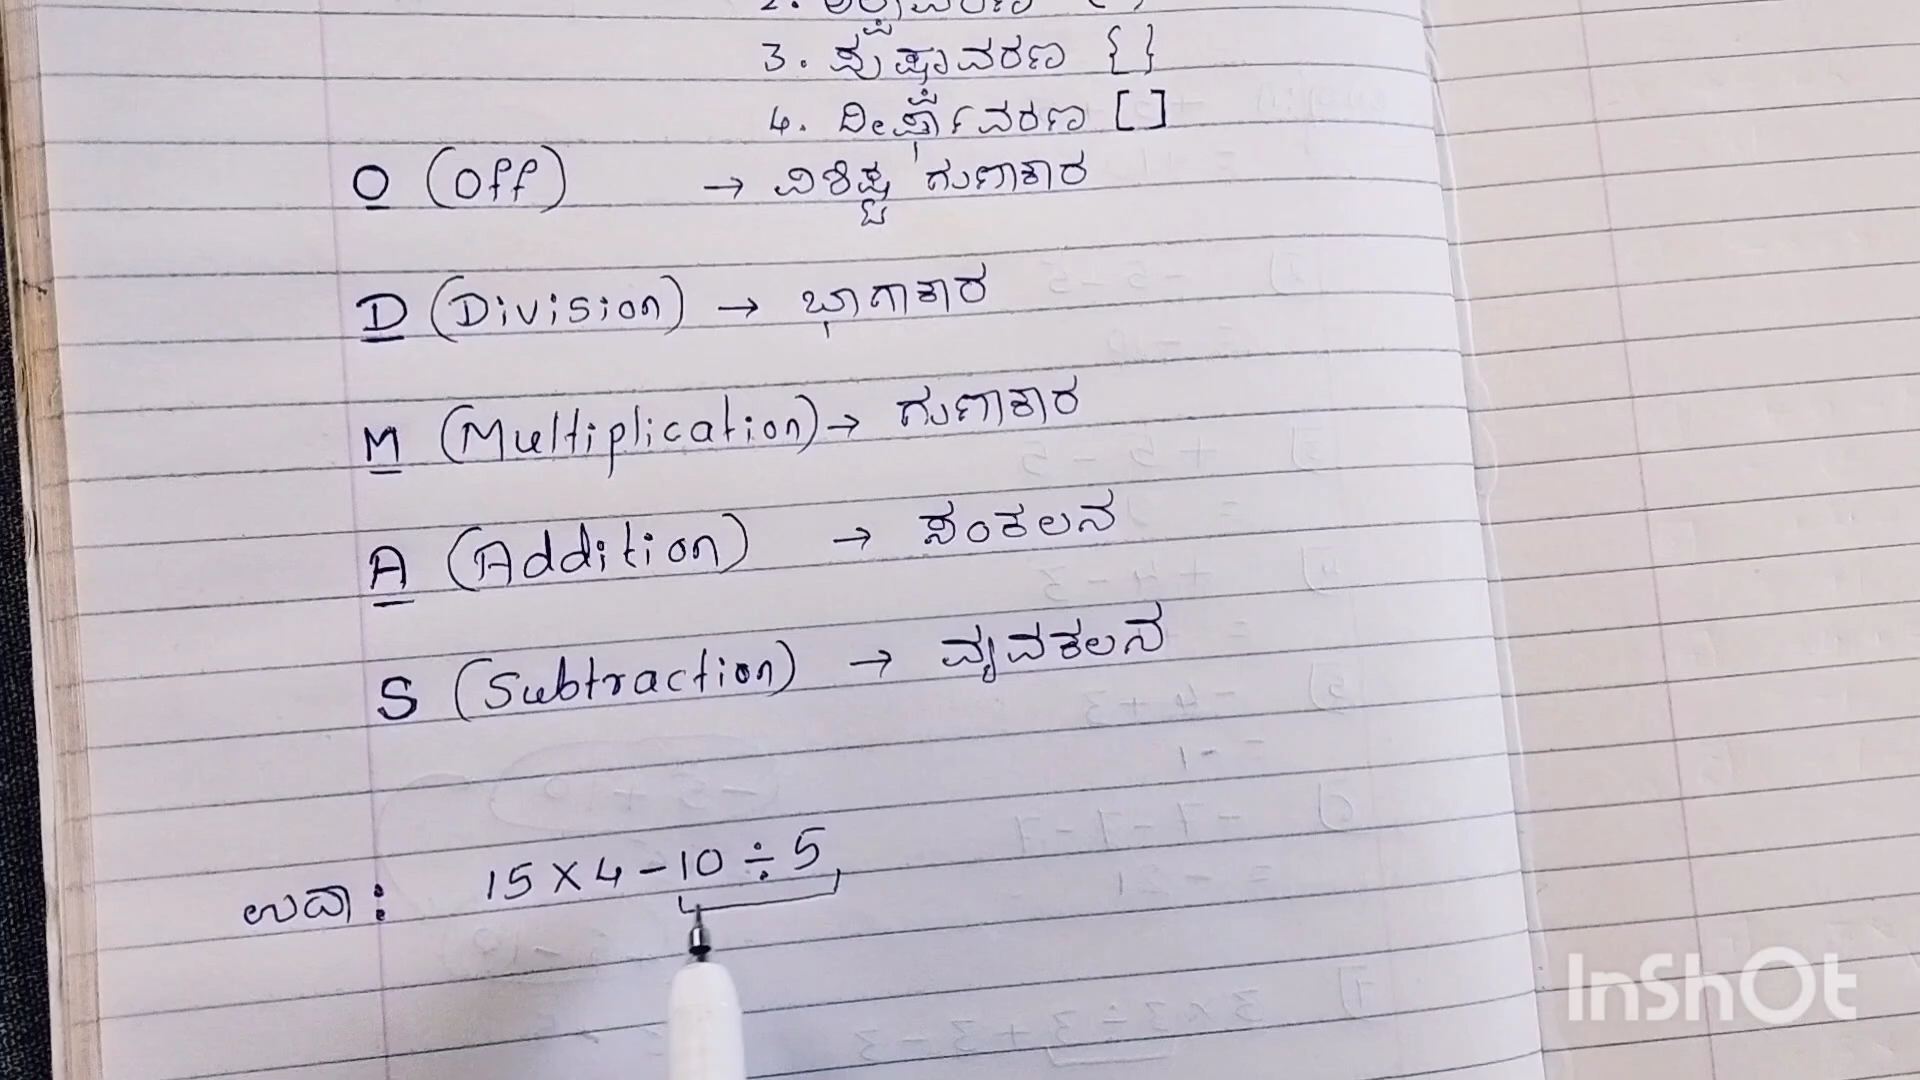 3. ಪುಷ್ಪಾವರಣ { }
4. ದೀರ್ಘಾವರಣ [ ]
O (Off) → ವಿಶಿಷ್ಟ ಗುಣಾಕಾರ
D (Division) → ಭಾಗಾಕಾರ
M (Multiplication) → ಗುಣಾಕಾರ
A (Addition) → ಸಂಕಲನ
S (Subtraction) → ವ್ಯವಕಲನ
ಉದಾ: 15 × 4 - 10 ÷ 5
InShOt